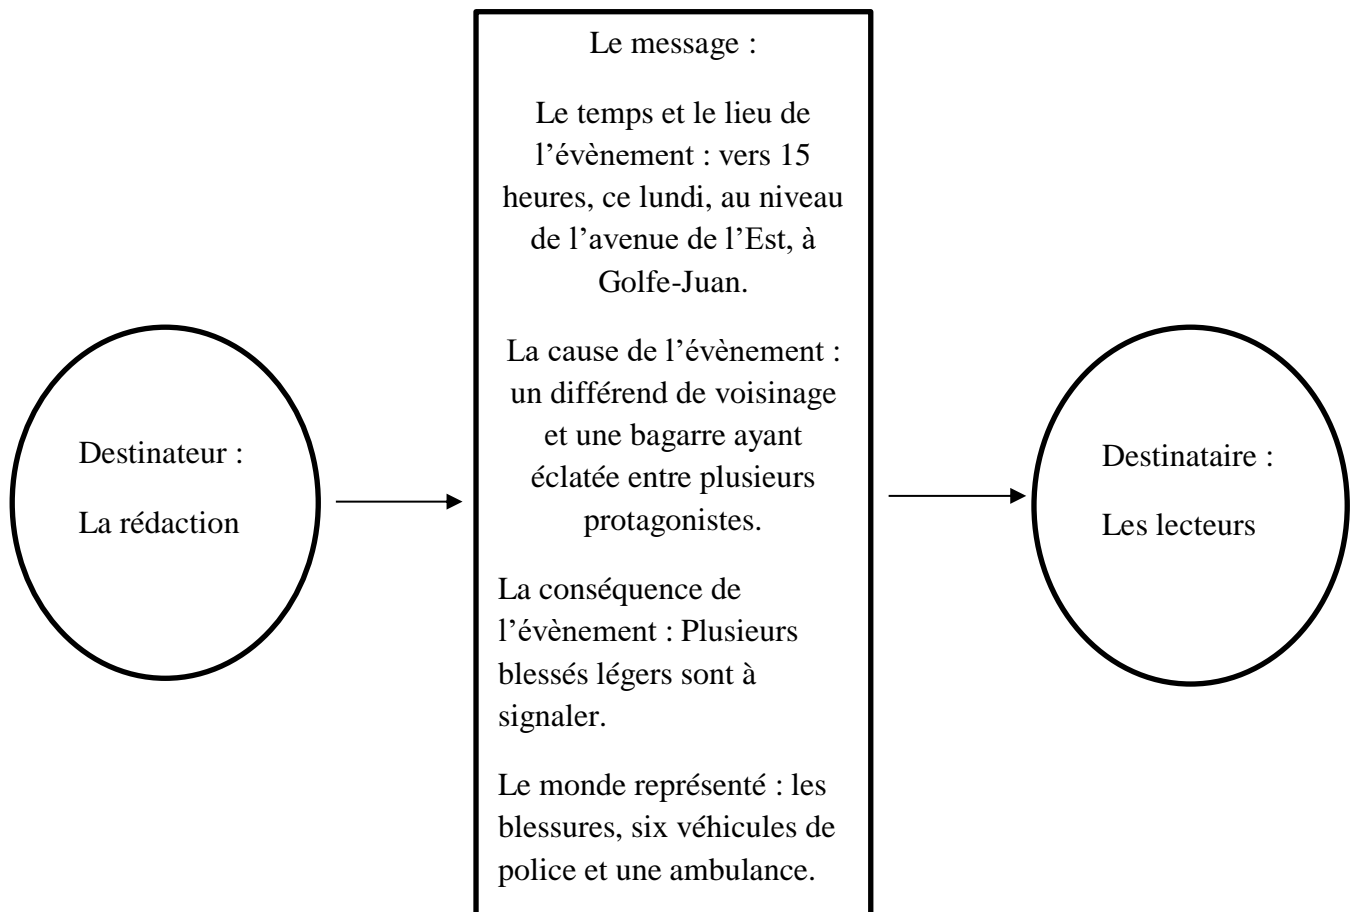 Le message :
Le temps et le lieu de
l’évènement : vers 15
heures, ce lundi, au niveau
de l’avenue de l’Est, à
Golfe-Juan.
La cause de l’évènement :
un différend de voisinage
et une bagarre ayant
éclatée entre plusieurs
protagonistes.
La conséquence de
l’évènement : Plusieurs
blessés légers sont à
signaler.
Le monde représenté : les
blessures, six véhicules de
police et une ambulance.
Destinateur :
La rédaction
Destinataire :
Les lecteurs